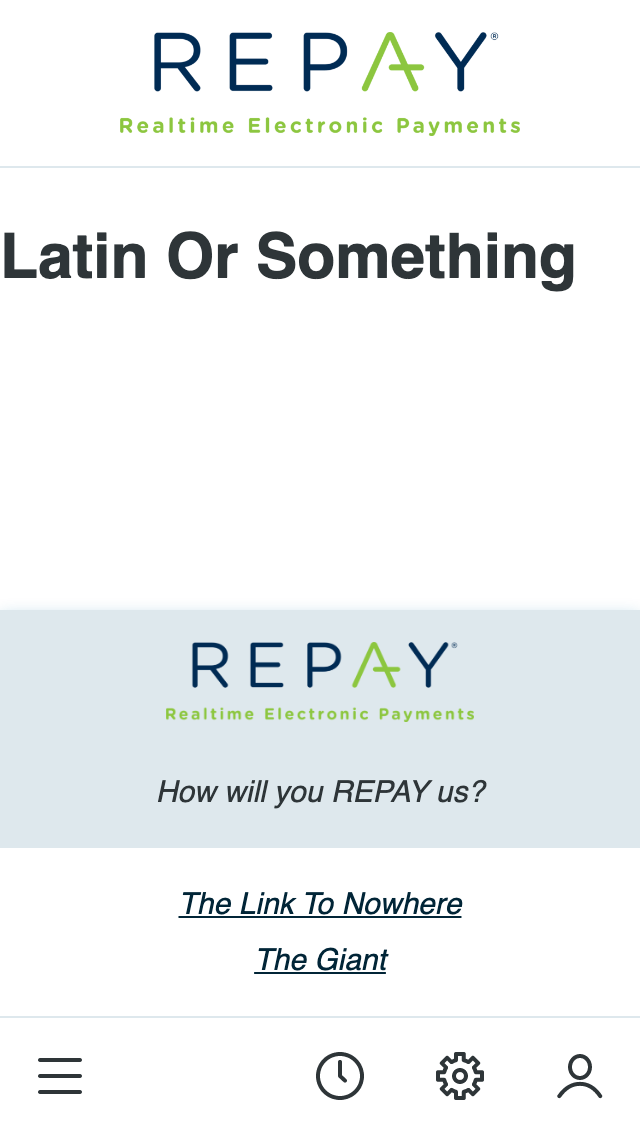 REPAY®
Realtime Electronic Payments
Latin Or Something
REPAY®
Realtime Electronic Payments
How will you REPAY us?
The Link To Nowhere
The Giant